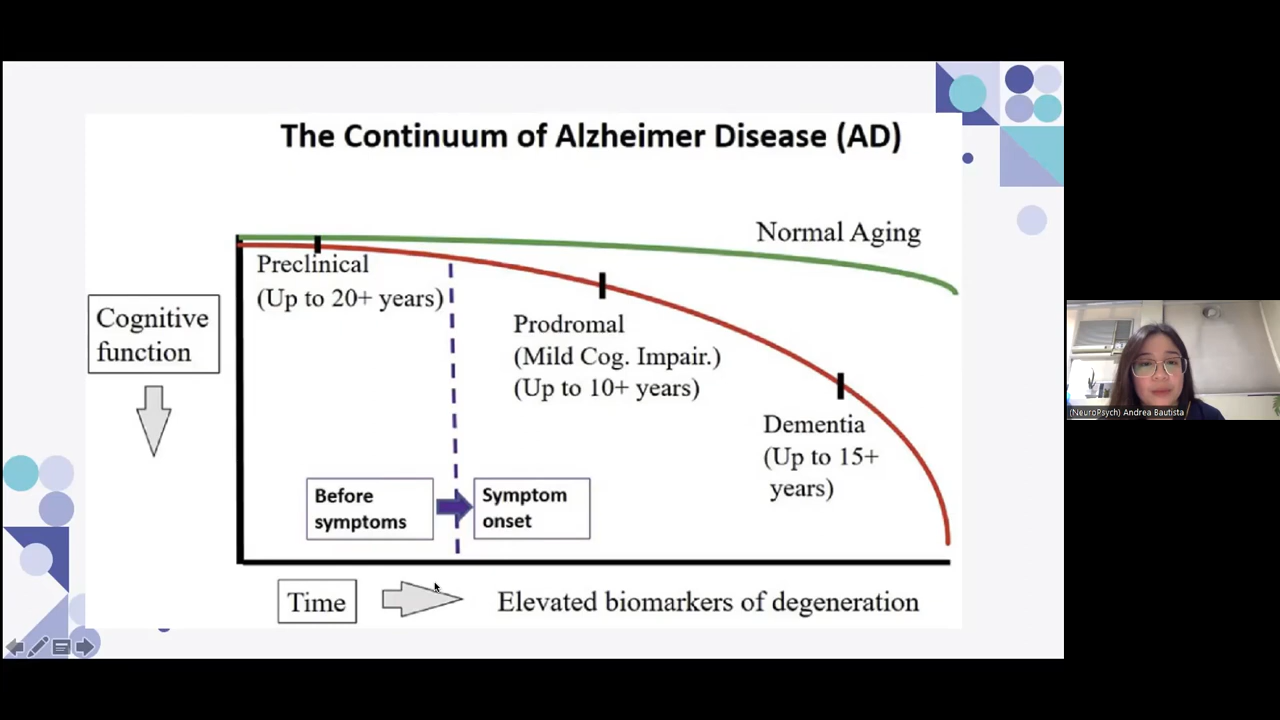 The Continuum of Alzheimer Disease (AD)
Normal Aging
Preclinical
(Up to 20+ years)
Cognitive
function
Prodromal
(Mild Cog. Impair.)
(Up to 10+ years)
Dementia
(Up to 15+
years)
Before
symptoms
Symptom
onset
Time
Elevated biomarkers of degeneration
(NeuroPsych) Andrea Bautista